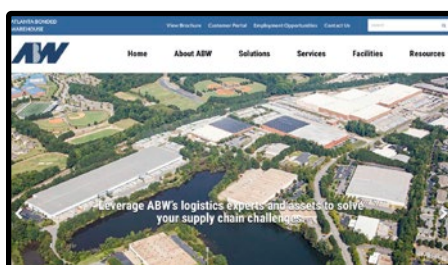 ATLANTA BONDED
WAREHOUSE
View Brochure Customer Portal Employment Opportunities Contact Us
ABW
Home About ABW Solutions Services Facilities Resources
Leverage ABW's logistics experts and assets to solve
your supply chain challenges.